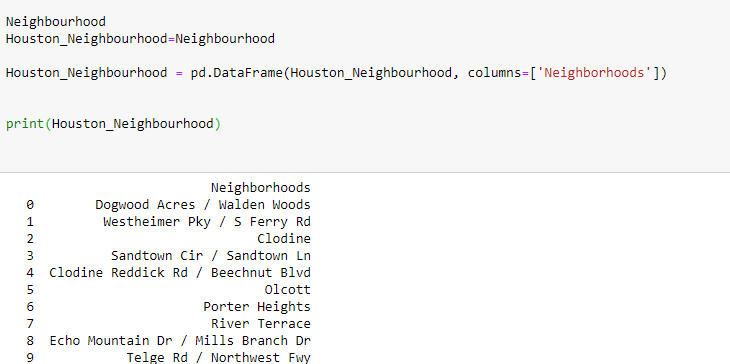 Neighbourhood
Houston_Neighbourhood=Neighbourhood
Houston_Neighbourhood = pd.DataFrame(Houston_Neighbourhood, columns=['Neighborhoods'])
print(Houston_Neighbourhood)
Neighborhoods
0 Dogwood Acres / Walden Woods
1 Westheimer Pky / S Ferry Rd
2 Clodine
3 Sandtown Cir / Sandtown Ln
4 Clodine Reddick Rd / Beechnut Blvd
5 Olcott
6 Porter Heights
7 River Terrace
8 Echo Mountain Dr / Mills Branch Dr
9 Telge Rd / Northwest Fwy